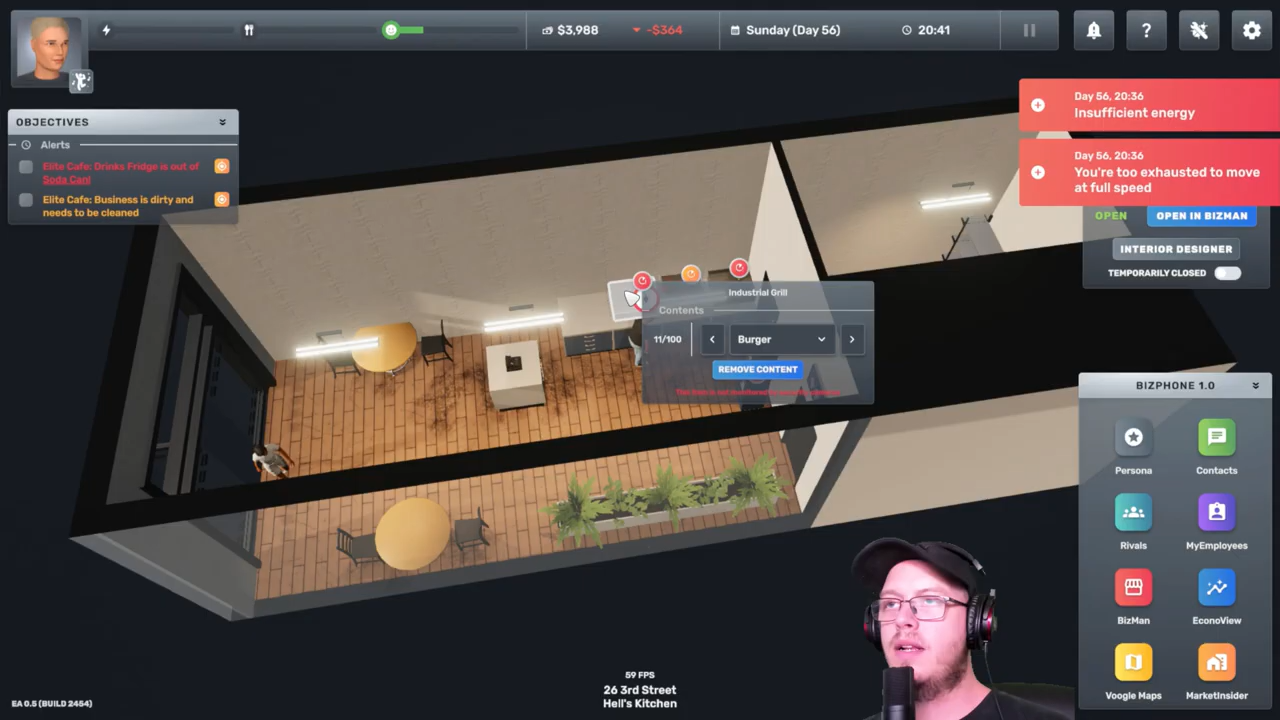 $3,988
-$364
Sunday (Day 56)
20:41
OBJECTIVES
Alerts
Elite Cafe: Drinks Fridge is out of
Soda Can!
Elite Cafe: Business is dirty and
needs to be cleaned
Day 56, 20:36
Insufficient energy
Day 56, 20:36
You're too exhausted to move
at full speed
OPEN
OPEN IN BIZMAN
INTERIOR DESIGNER
TEMPORARILY CLOSED
Industrial Grill
Contents
11/100
Burger
REMOVE CONTENT
BIZPHONE 1.0
Persona
Contacts
Rivals
MyEmployees
BizMan
EconoView
Voogle Maps
MarketInsider
59 FPS
26 3rd Street
Hell's Kitchen
EA 0.5 (BUILD 2454)